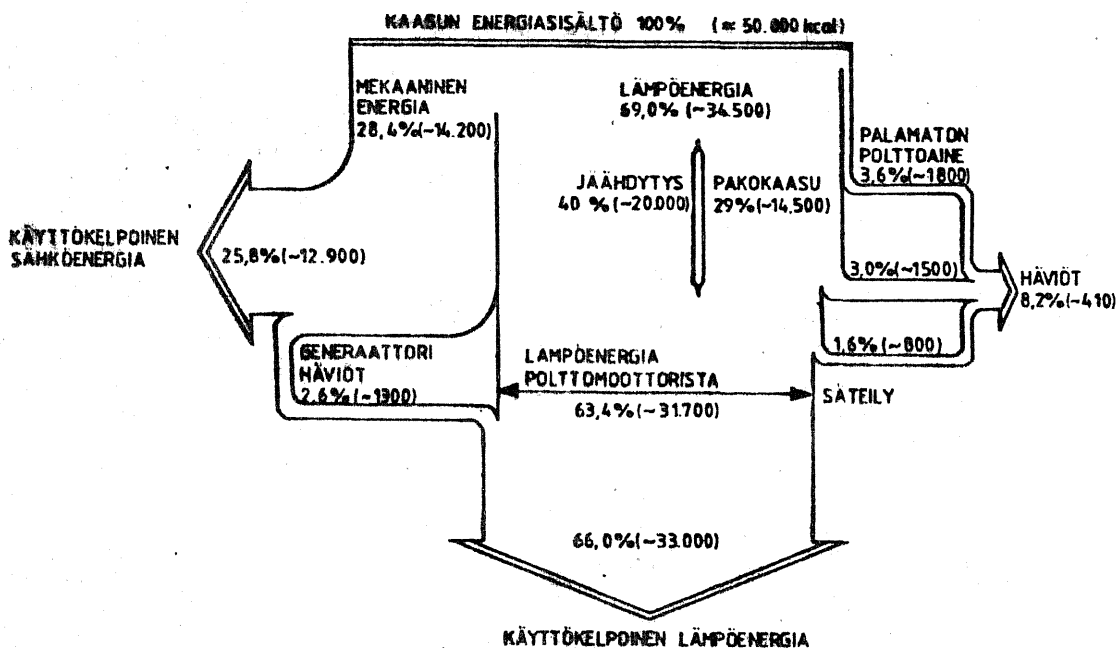 KAASUN ENERGIASISÄLTÖ 100% (≈ 50.000 kcal)
MEKAANINEN
ENERGIA
28,4%(~14.200)
LÄMPÖENERGIA
69,0%(~34.500)
PALAMATON
POLTTOAINE
3,6%(~1800)
JÄÄHDYTYS
40 %(~20.000)
PAKOKAASU
29%(~14.500)
KÄYTTÖKELPOINEN
SÄHKÖENERGIA
25,8%(~12.900)
3,0%(~1500)
HÄVIÖT
8,2%(~410)
1,6%(~800)
GENERAATTORI
HÄVIÖT
2,6%(~1300)
LÄMPÖENERGIA
POLTTOMOOTTORISTA
63,4%(~31.700)
SÄTEILY
66,0%(~33.000)
KÄYTTÖKELPOINEN LÄMPÖENERGIA